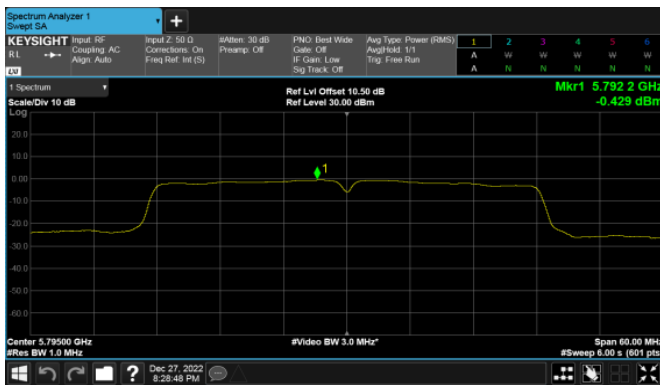 Spectrum Analyzer 1
Swept SA
+
KEYSIGHT Input: RF Input Z: 50 Ω #Atten: 30 dB PNO: Best Wide Avg Type: Power (RMS) 1 2 3 4 5 6
RL Coupling: AC Corrections: On Preamp: Off Gate: Off Avg|Hold: 1/1 A W W W W W
Align: Auto Freq Ref: Int (S) IF Gain: Low Trig: Free Run
LXI Sig Track: Off A N N N N N
1 Spectrum Ref Lvl Offset 10.50 dB Mkr1 5.792 2 GHz
Scale/Div 10 dB Ref Level 30.00 dBm -0.429 dBm
Log
20.0
10.0
0.00
1
-10.0
-20.0
-30.0
-40.0
-50.0
-60.0
Center 5.79500 GHz #Video BW 3.0 MHz* Span 60.00 MHz
#Res BW 1.0 MHz #Sweep 6.00 s (601 pts)
? Dec 27, 2022
8:28:48 PM